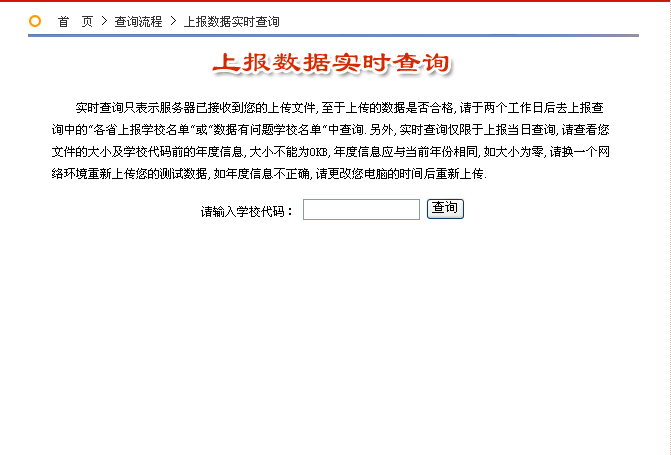 首 页 > 查询流程 > 上报数据实时查询
上报数据实时查询
实时查询只表示服务器已接收到您的上传文件,至于上传的数据是否合格,请于两个工作日后去上报查
询中的“各省上报学校名单”或“数据有问题学校名单”中查询.另外,实时查询仅限于上报当日查询,请查看您
文件的大小及学校代码前的年度信息,大小不能为0KB,年度信息应与当前年份相同,如大小为零,请换一个网
络环境重新上传您的测试数据,如年度信息不正确,请更改您电脑的时间后重新上传.
请输入学校代码： 查询